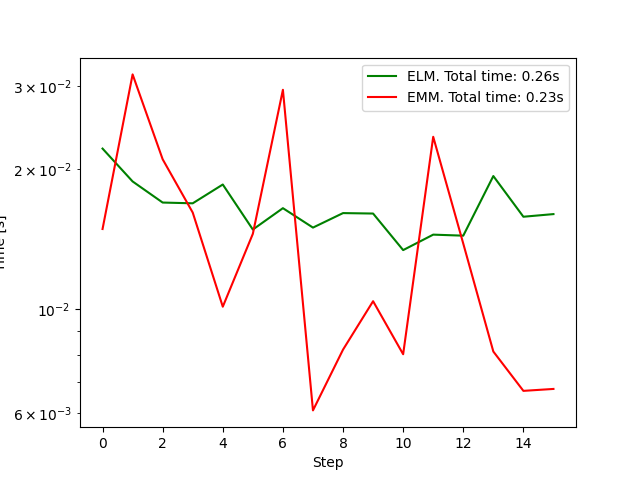 ELM. Total time: 0.26s
EMM. Total time: 0.23s
3 × 10⁻²
2 × 10⁻²
10⁻²
6 × 10⁻³
Time [s]
0 2 4 6 8 10 12 14
Step